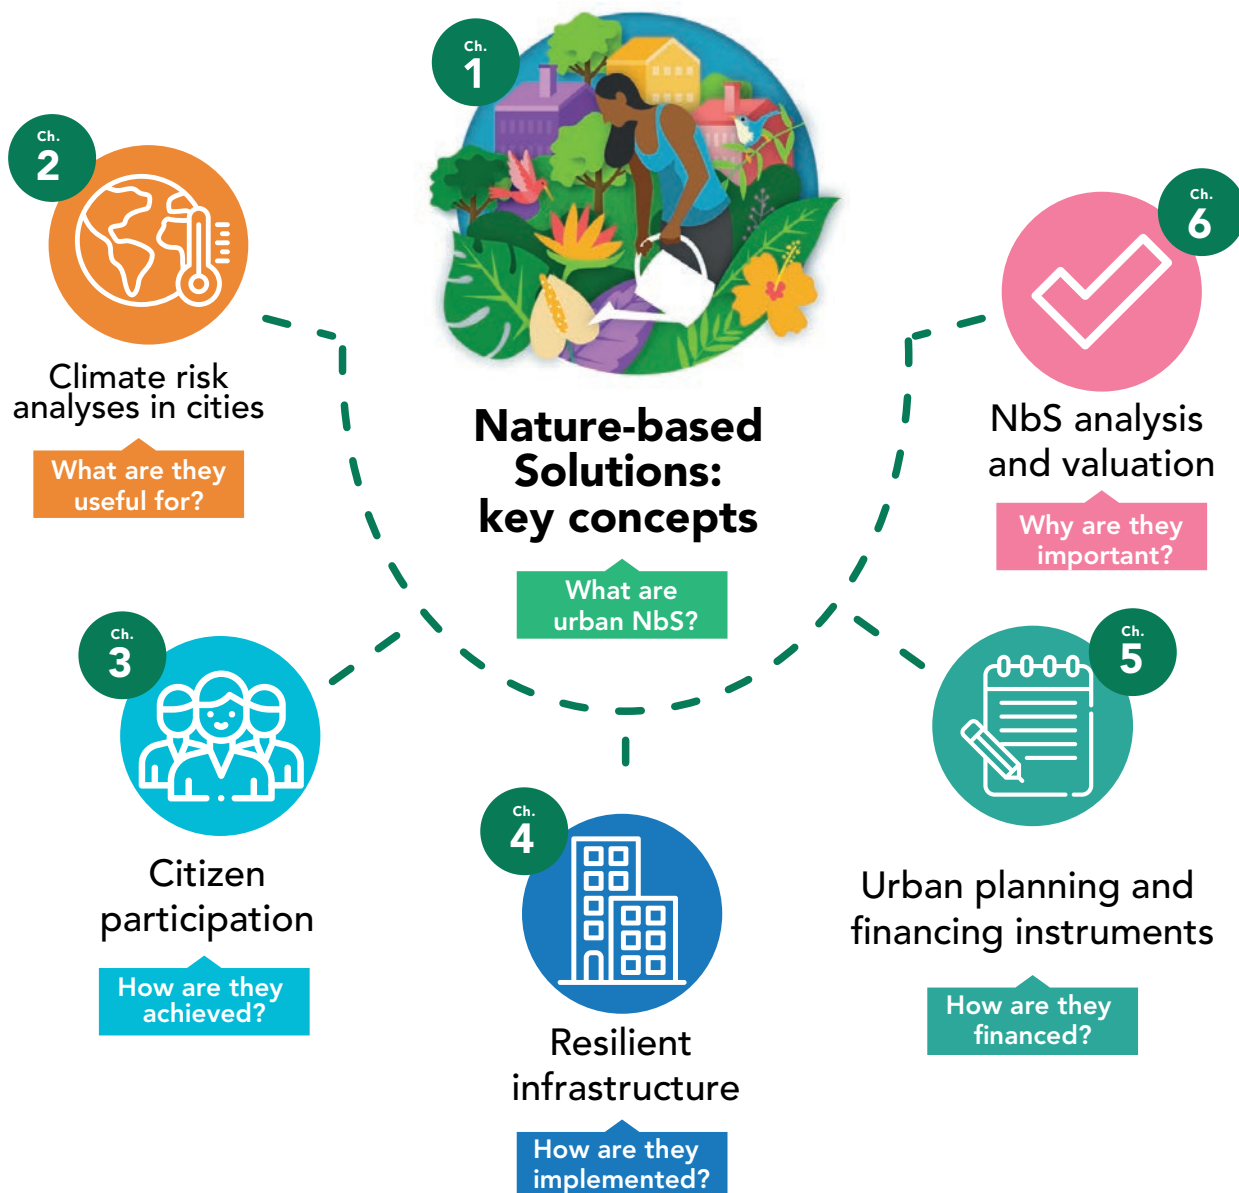 Ch.
1
Nature-based
Solutions:
key concepts
What are
urban NbS?
Ch.
2
Climate risk
analyses in cities
What are they
useful for?
Ch.
3
Citizen
participation
How are they
achieved?
Ch.
4
Resilient
infrastructure
How are they
implemented?
Ch.
5
Urban planning and
financing instruments
How are they
financed?
Ch.
6
NbS analysis
and valuation
Why are they
important?